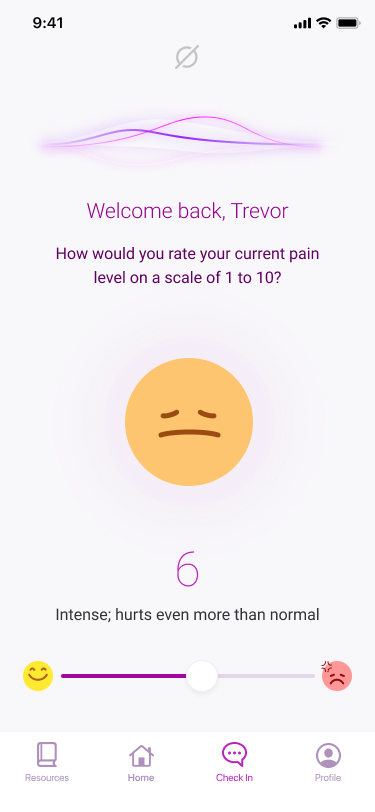 9:41
Welcome back, Trevor
How would you rate your current pain
level on a scale of 1 to 10?
6
Intense; hurts even more than normal
Resources
Home
Check In
Profile